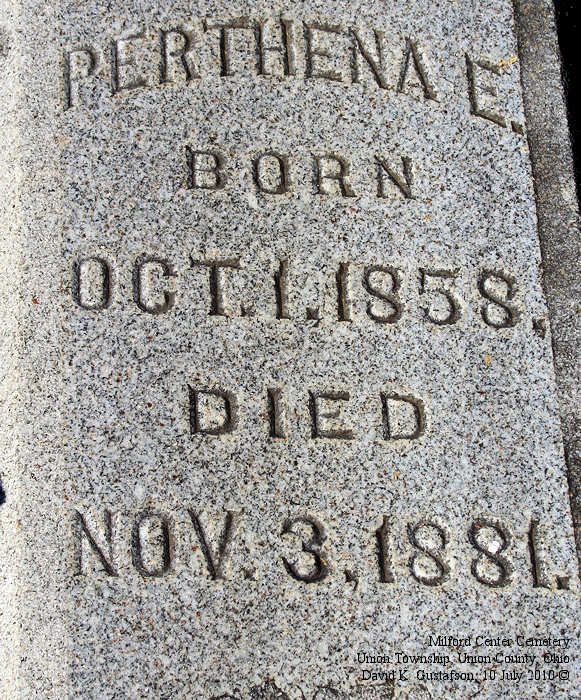 PERTHENA E.
BORN
OCT. 1. 1858.
DIED
NOV. 3, 1881.
Milford Center Cemetery
Union Township, Union County, Ohio
David K. Gustafson; 10 July 2010 ©